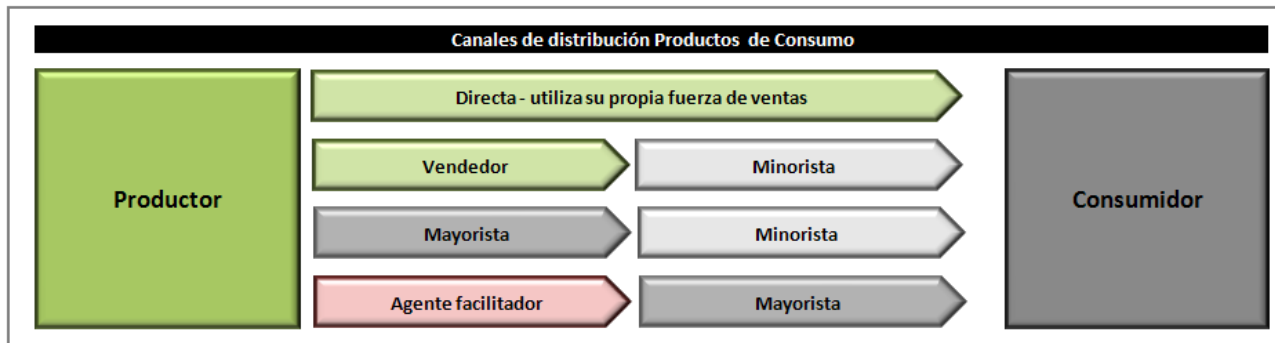 Canales de distribución Productos de Consumo
Productor
Directa - utiliza su propia fuerza de ventas
Vendedor
Minorista
Mayorista
Minorista
Agente facilitador
Mayorista
Consumidor